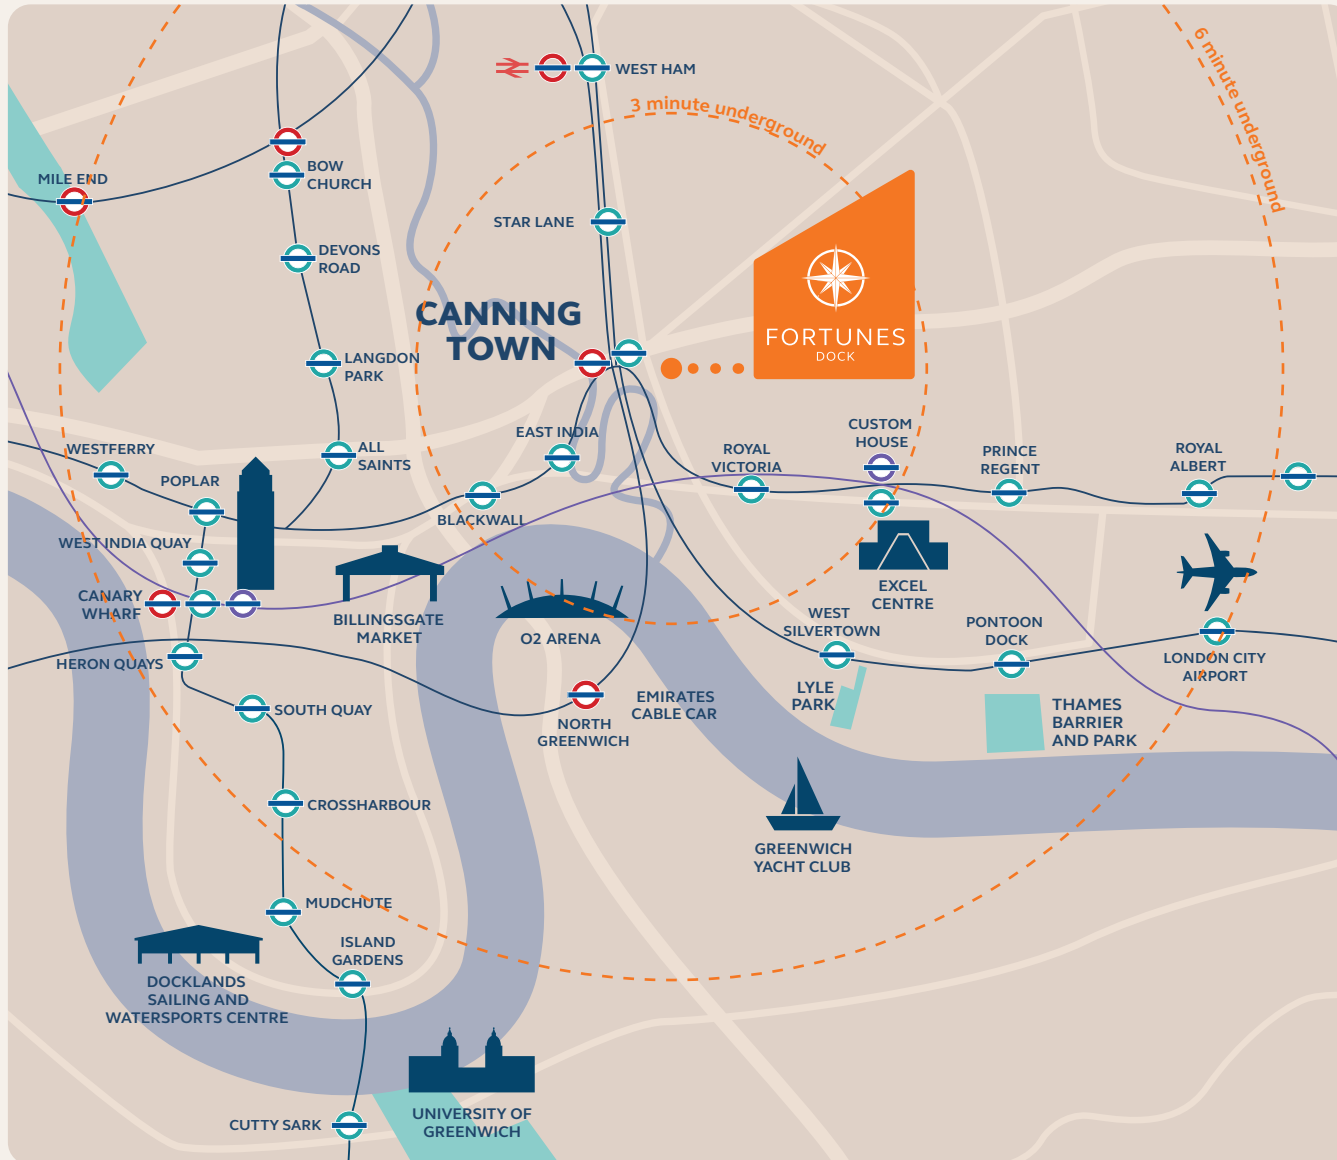 WEST HAM
3 minute underground
6 minute underground
BOW
CHURCH
MILE END
STAR LANE
DEVONS
ROAD
CANNING
TOWN
FORTUNES
DOCK
LANGDON
PARK
EAST INDIA
CUSTOM
HOUSE
WESTFERRY
ALL
SAINTS
ROYAL
VICTORIA
PRINCE
REGENT
ROYAL
ALBERT
POPLAR
BLACKWALL
WEST INDIA QUAY
CANARY
WHARF
BILLINGSGATE
MARKET
O2 ARENA
EXCEL
CENTRE
WEST
SILVERTOWN
PONTOON
DOCK
HERON QUAYS
LONDON CITY
AIRPORT
SOUTH QUAY
NORTH
GREENWICH
EMIRATES
CABLE CAR
LYLE
PARK
THAMES
BARRIER
AND PARK
CROSSHARBOUR
GREENWICH
YACHT CLUB
MUDCHUTE
ISLAND
GARDENS
DOCKLANDS
SAILING AND
WATERSPORTS CENTRE
CUTTY SARK
UNIVERSITY OF
GREENWICH